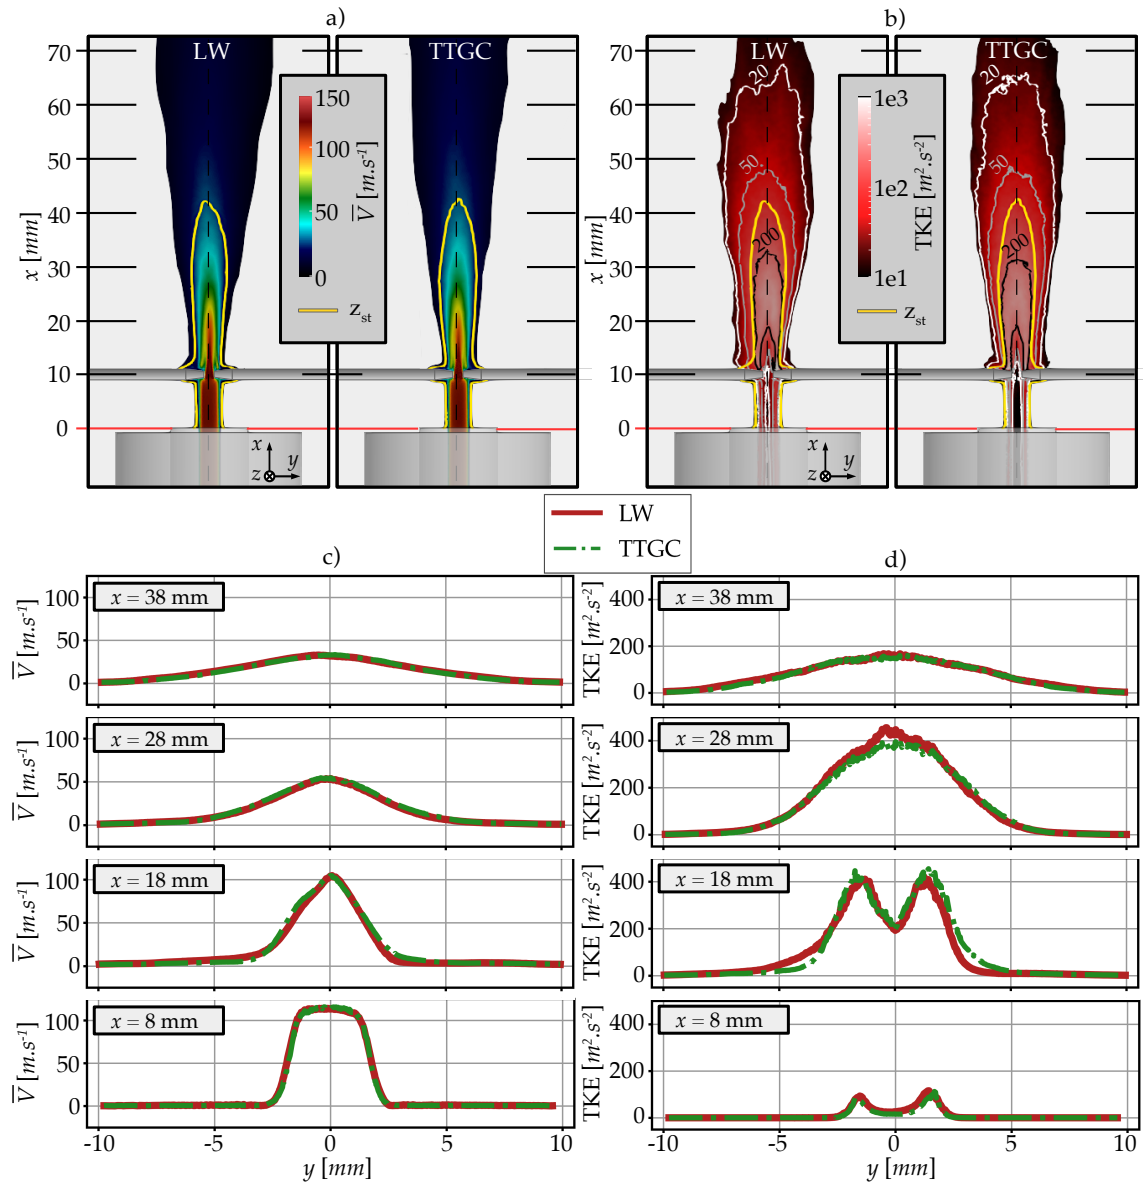 a)
b)
LW
TTGC
LW
TTGC
70
60
50
40
30
20
10
0
x [mm]
150
100
50
0
V̅ [m.s⁻¹]
z_st
x
z
y
70
60
50
40
30
20
10
0
x [mm]
20
50
200
1e3
1e2
1e1
TKE [m².s⁻²]
z_st
20
50
200
x
z
y
LW
TTGC
c)
d)
x = 38 mm
100
50
0
V̅ [m.s⁻¹]
x = 38 mm
400
200
0
TKE [m².s⁻²]
x = 28 mm
100
50
0
V̅ [m.s⁻¹]
x = 28 mm
400
200
0
TKE [m².s⁻²]
x = 18 mm
100
50
0
V̅ [m.s⁻¹]
x = 18 mm
400
200
0
TKE [m².s⁻²]
x = 8 mm
100
50
0
V̅ [m.s⁻¹]
x = 8 mm
400
200
0
TKE [m².s⁻²]
-10 -5 0 5 10
y [mm]
-10 -5 0 5 10
y [mm]